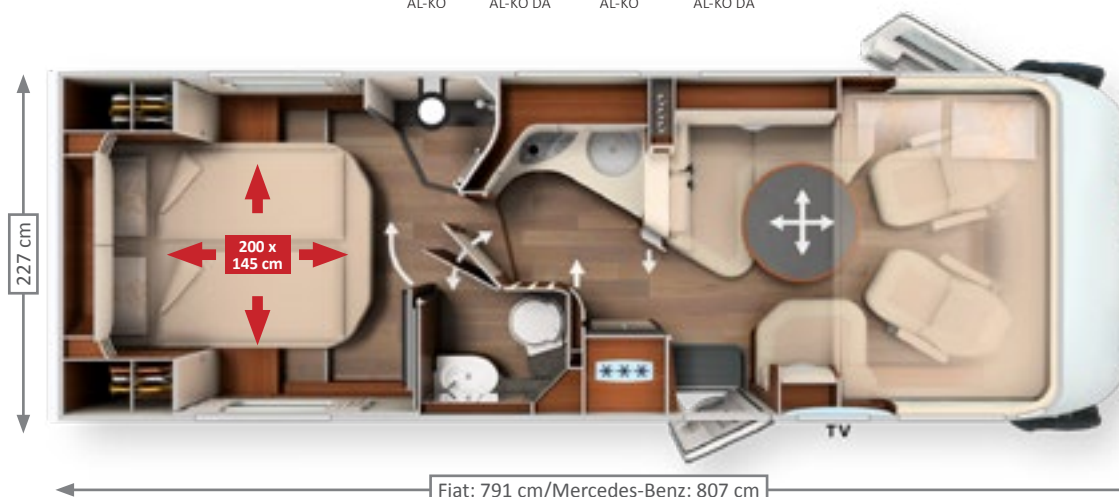 AL-KO AL-KO DA AL-KO AL-KO DA
227 cm
200 x
145 cm
TV
Fiat: 791 cm/Mercedes-Benz: 807 cm